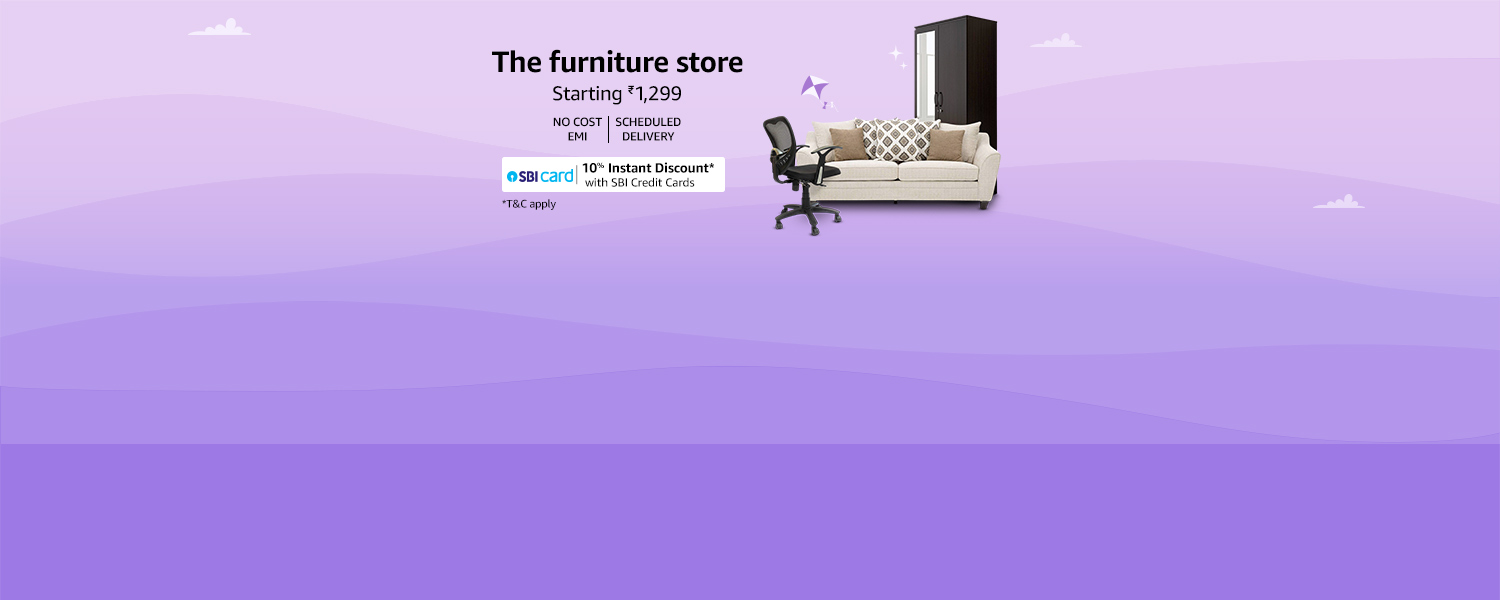 The furniture store
Starting ₹1,299
NO COST EMI | SCHEDULED DELIVERY
SBI card | 10% Instant Discount*
with SBI Credit Cards
*T&C apply